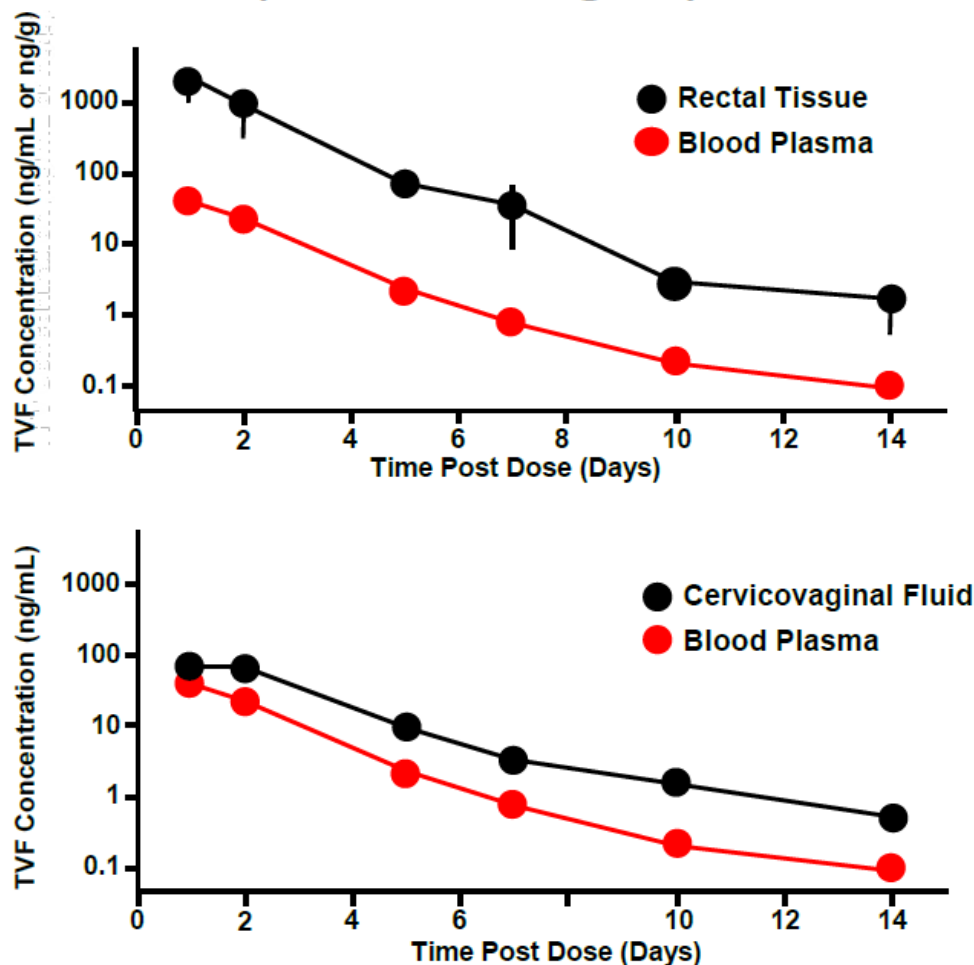 TVF Concentration (ng/mL or ng/g)
1000
100
10
1
0.1
Rectal Tissue
Blood Plasma
0 2 4 6 8 10 12 14
Time Post Dose (Days)
TVF Concentration (ng/mL)
1000
100
10
1
0.1
Cervicovaginal Fluid
Blood Plasma
0 2 4 6 10 12 14
Time Post Dose (Days)